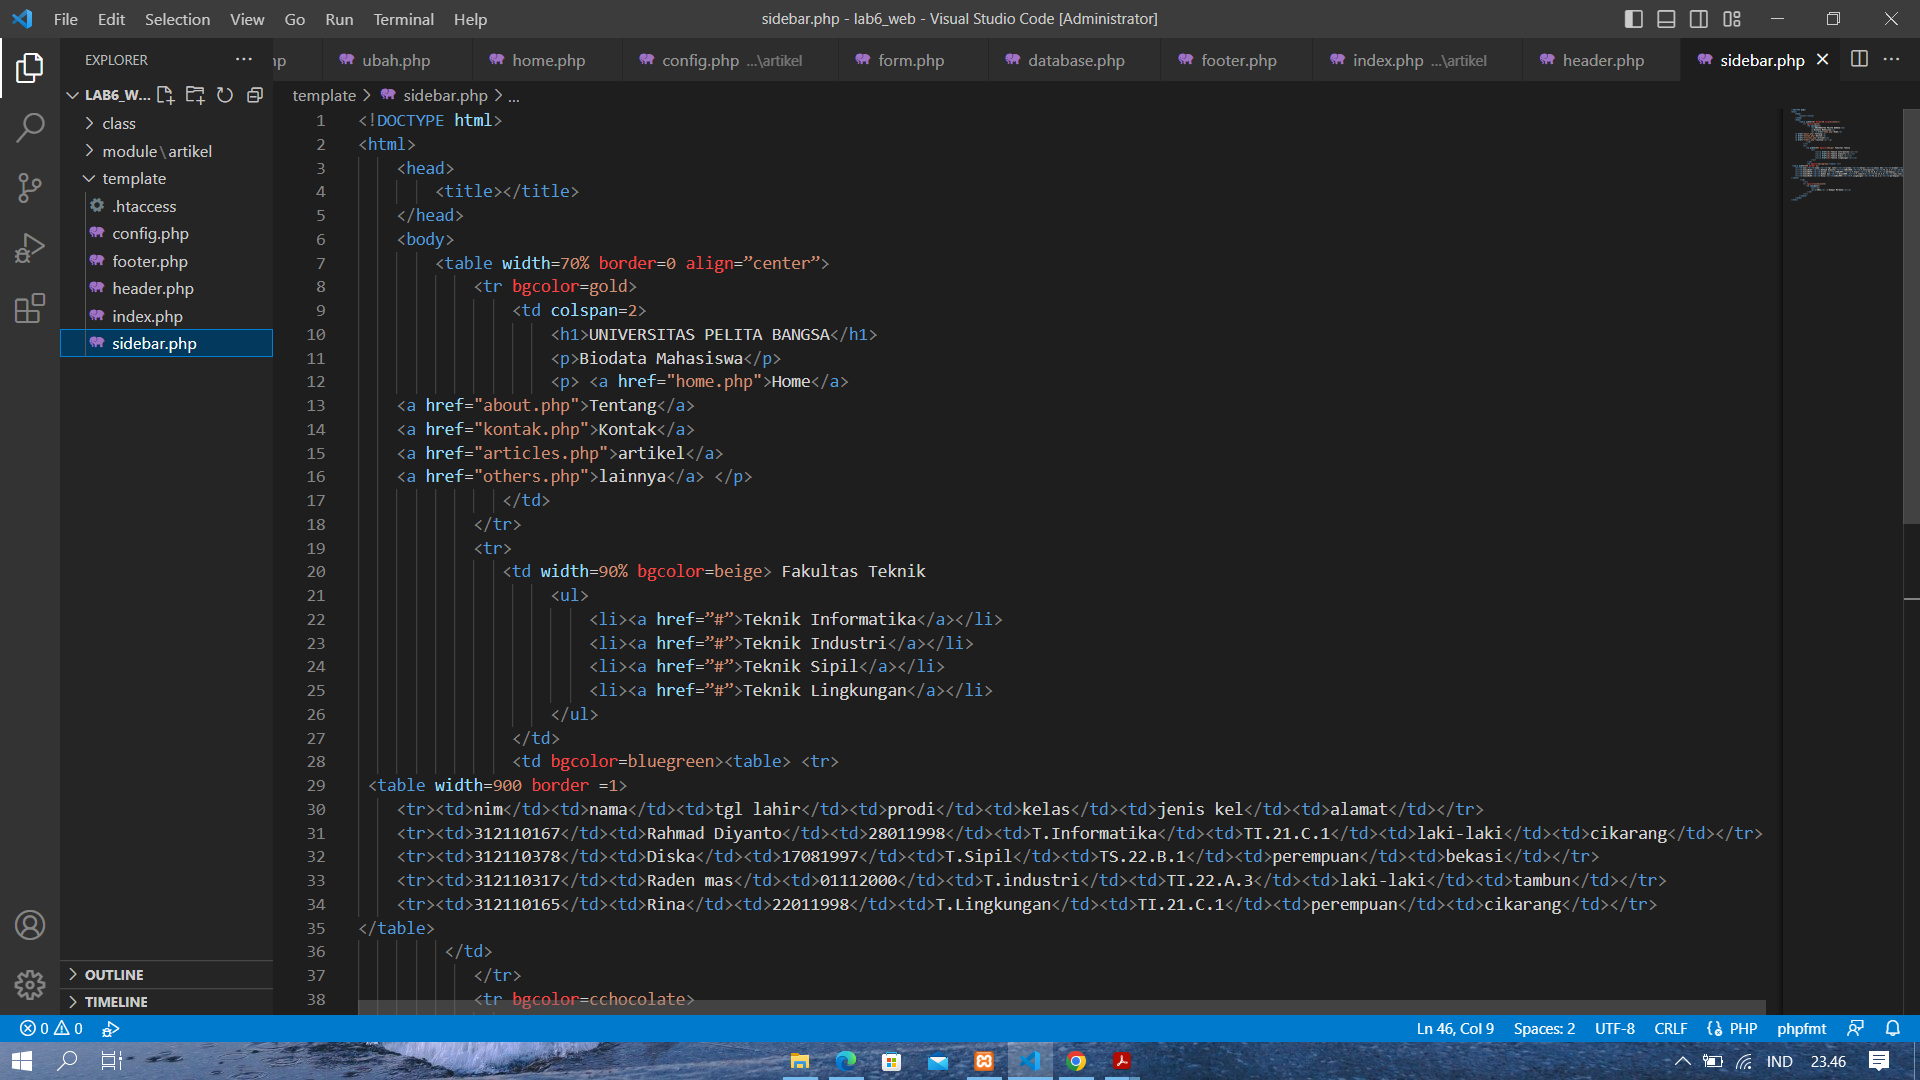 File Edit Selection View Go Run Terminal Help
sidebar.php - lab6_web - Visual Studio Code [Administrator]
EXPLORER
ubah.php
home.php
config.php ...\artikel
form.php
database.php
footer.php
index.php ...\artikel
header.php
sidebar.php
LAB6_W...
class
module\artikel
template
.htaccess
config.php
footer.php
header.php
index.php
sidebar.php
OUTLINE
TIMELINE
template > sidebar.php > ...
1 <!DOCTYPE html>
2 <html>
3 <head>
4 <title></title>
5 </head>
6 <body>
7 <table width=70% border=0 align=”center”>
8 <tr bgcolor=gold>
9 <td colspan=2>
10 <h1>UNIVERSITAS PELITA BANGSA</h1>
11 <p>Biodata Mahasiswa</p>
12 <p> <a href="home.php">Home</a>
13 <a href="about.php">Tentang</a>
14 <a href="kontak.php">Kontak</a>
15 <a href="articles.php">artikel</a>
16 <a href="others.php">lainnya</a> </p>
17 </td>
18 </tr>
19 <tr>
20 <td width=90% bgcolor=beige> Fakultas Teknik
21 <ul>
22 <li><a href=”#”>Teknik Informatika</a></li>
23 <li><a href=”#”>Teknik Industri</a></li>
24 <li><a href=”#”>Teknik Sipil</a></li>
25 <li><a href=”#”>Teknik Lingkungan</a></li>
26 </ul>
27 </td>
28 <td bgcolor=bluegreen><table> <tr>
29 <table width=900 border =1>
30 <tr><td>nim</td><td>nama</td><td>tgl lahir</td><td>prodi</td><td>kelas</td><td>jenis kel</td><td>alamat</td></tr>
31 <tr><td>312110167</td><td>Rahmad Diyanto</td><td>28011998</td><td>T.Informatika</td><td>TI.21.C.1</td><td>laki-laki</td><td>cikarang</td></tr>
32 <tr><td>312110378</td><td>Diska</td><td>17081997</td><td>T.Sipil</td><td>TS.22.B.1</td><td>perempuan</td><td>bekasi</td></tr>
33 <tr><td>312110317</td><td>Raden mas</td><td>01112000</td><td>T.industri</td><td>TI.22.A.3</td><td>laki-laki</td><td>tambun</td></tr>
34 <tr><td>312110165</td><td>Rina</td><td>22011998</td><td>T.Lingkungan</td><td>TI.21.C.1</td><td>perempuan</td><td>cikarang</td></tr>
35 </table>
36 </td>
37 </tr>
38 <tr bgcolor=cchocolate>
0 0
Ln 46, Col 9 Spaces: 2 UTF-8 CRLF PHP phpfmt
IND 23.46